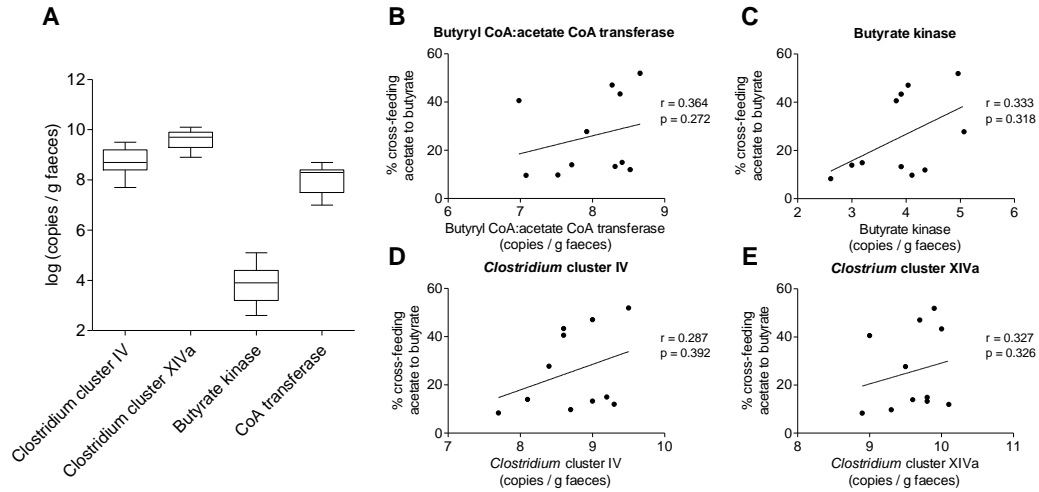 A
log (copies / g faeces)
12
10
8
6
4
2
Clostridium cluster IV
Clostridium cluster XIVa
Butyrate kinase
CoA transferase
B
Butyryl CoA:acetate CoA transferase
% cross-feeding
acetate to butyrate
60
40
20
0
r = 0.364
p = 0.272
6 7 8 9
Butyryl CoA:acetate CoA transferase
(copies / g faeces)
C
Butyrate kinase
% cross-feeding
acetate to butyrate
60
40
20
0
r = 0.333
p = 0.318
2 3 4 5 6
Butyrate kinase
(copies / g faeces)
D
Clostridium cluster IV
% cross-feeding
acetate to butyrate
60
40
20
0
r = 0.287
p = 0.392
7 8 9 10
Clostridium cluster IV
(copies / g faeces)
E
Clostrium cluster XIVa
% cross-feeding
acetate to butyrate
60
40
20
0
r = 0.327
p = 0.326
8 9 10 11
Clostridium cluster XIVa
(copies / g faeces)